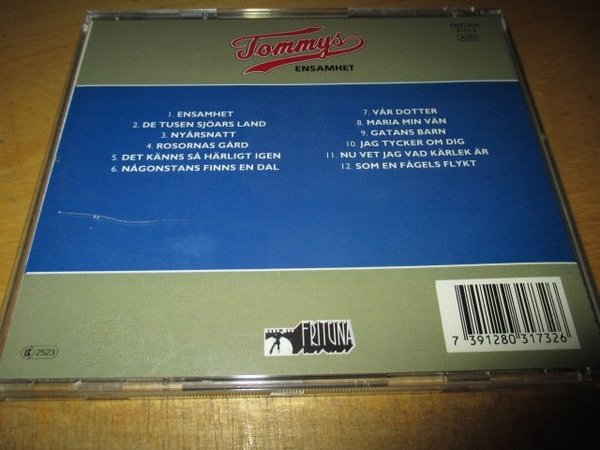 Tommys
ENSAMHET
ADD
1. ENSAMHET
2. DE TUSEN SJÖARS LAND
3. NYÅRSNATT
4. ROSORNAS GÅRD
5. DET KÄNNS SÅ HÄRLIGT IGEN
6. NÅGONSTANS FINNS EN DAL
7. VÅR DOTTER
8. MARIA MIN VÄN
9. GATANS BARN
10. JAG TYCKER OM DIG
11. NU VET JAG VAD KÄRLEK ÄR
12. SOM EN FÅGELS FLYKT
FRITUNA
7 391280 317326
2523